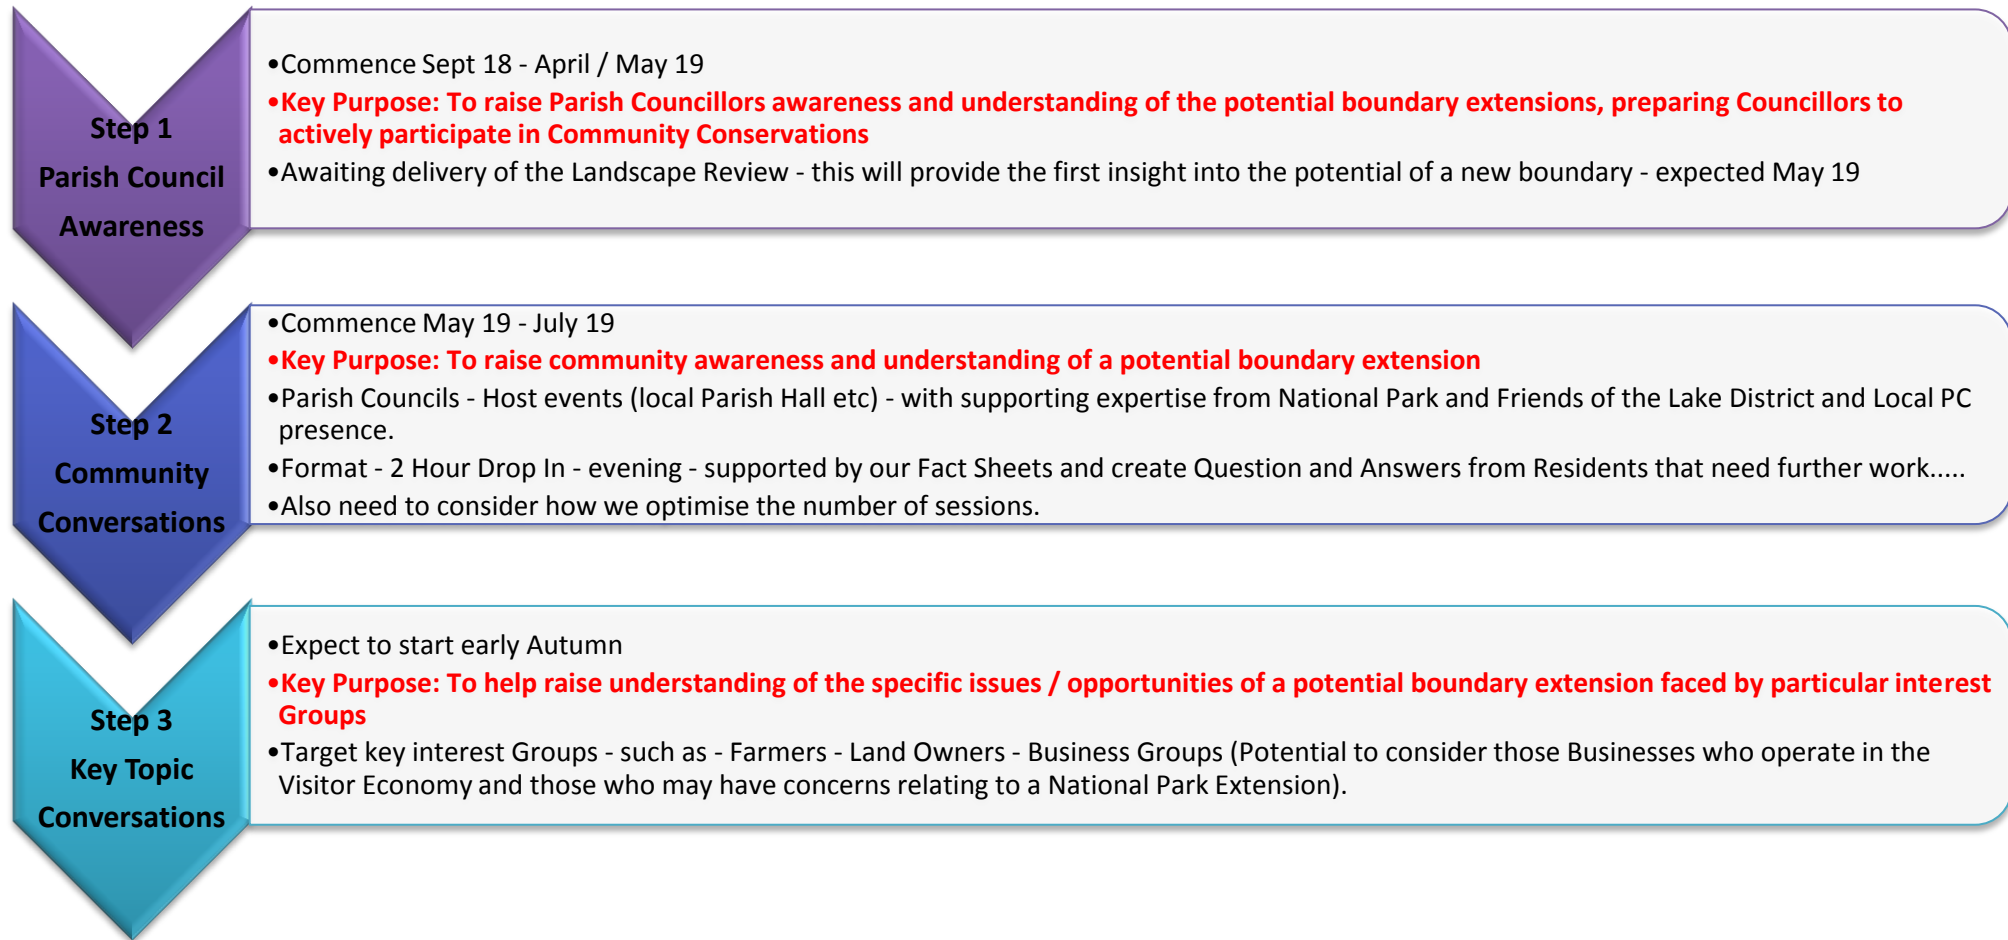 Step 1
Parish Council
Awareness
•Commence Sept 18 - April / May 19
•Key Purpose: To raise Parish Councillors awareness and understanding of the potential boundary extensions, preparing Councillors to
actively participate in Community Conservations
•Awaiting delivery of the Landscape Review - this will provide the first insight into the potential of a new boundary - expected May 19
Step 2
Community
Conversations
•Commence May 19 - July 19
•Key Purpose: To raise community awareness and understanding of a potential boundary extension
•Parish Councils - Host events (local Parish Hall etc) - with supporting expertise from National Park and Friends of the Lake District and Local PC
presence.
•Format - 2 Hour Drop In - evening - supported by our Fact Sheets and create Question and Answers from Residents that need further work.....
•Also need to consider how we optimise the number of sessions.
Step 3
Key Topic
Conversations
•Expect to start early Autumn
•Key Purpose: To help raise understanding of the specific issues / opportunities of a potential boundary extension faced by particular interest
Groups
•Target key interest Groups - such as - Farmers - Land Owners - Business Groups (Potential to consider those Businesses who operate in the
Visitor Economy and those who may have concerns relating to a National Park Extension).